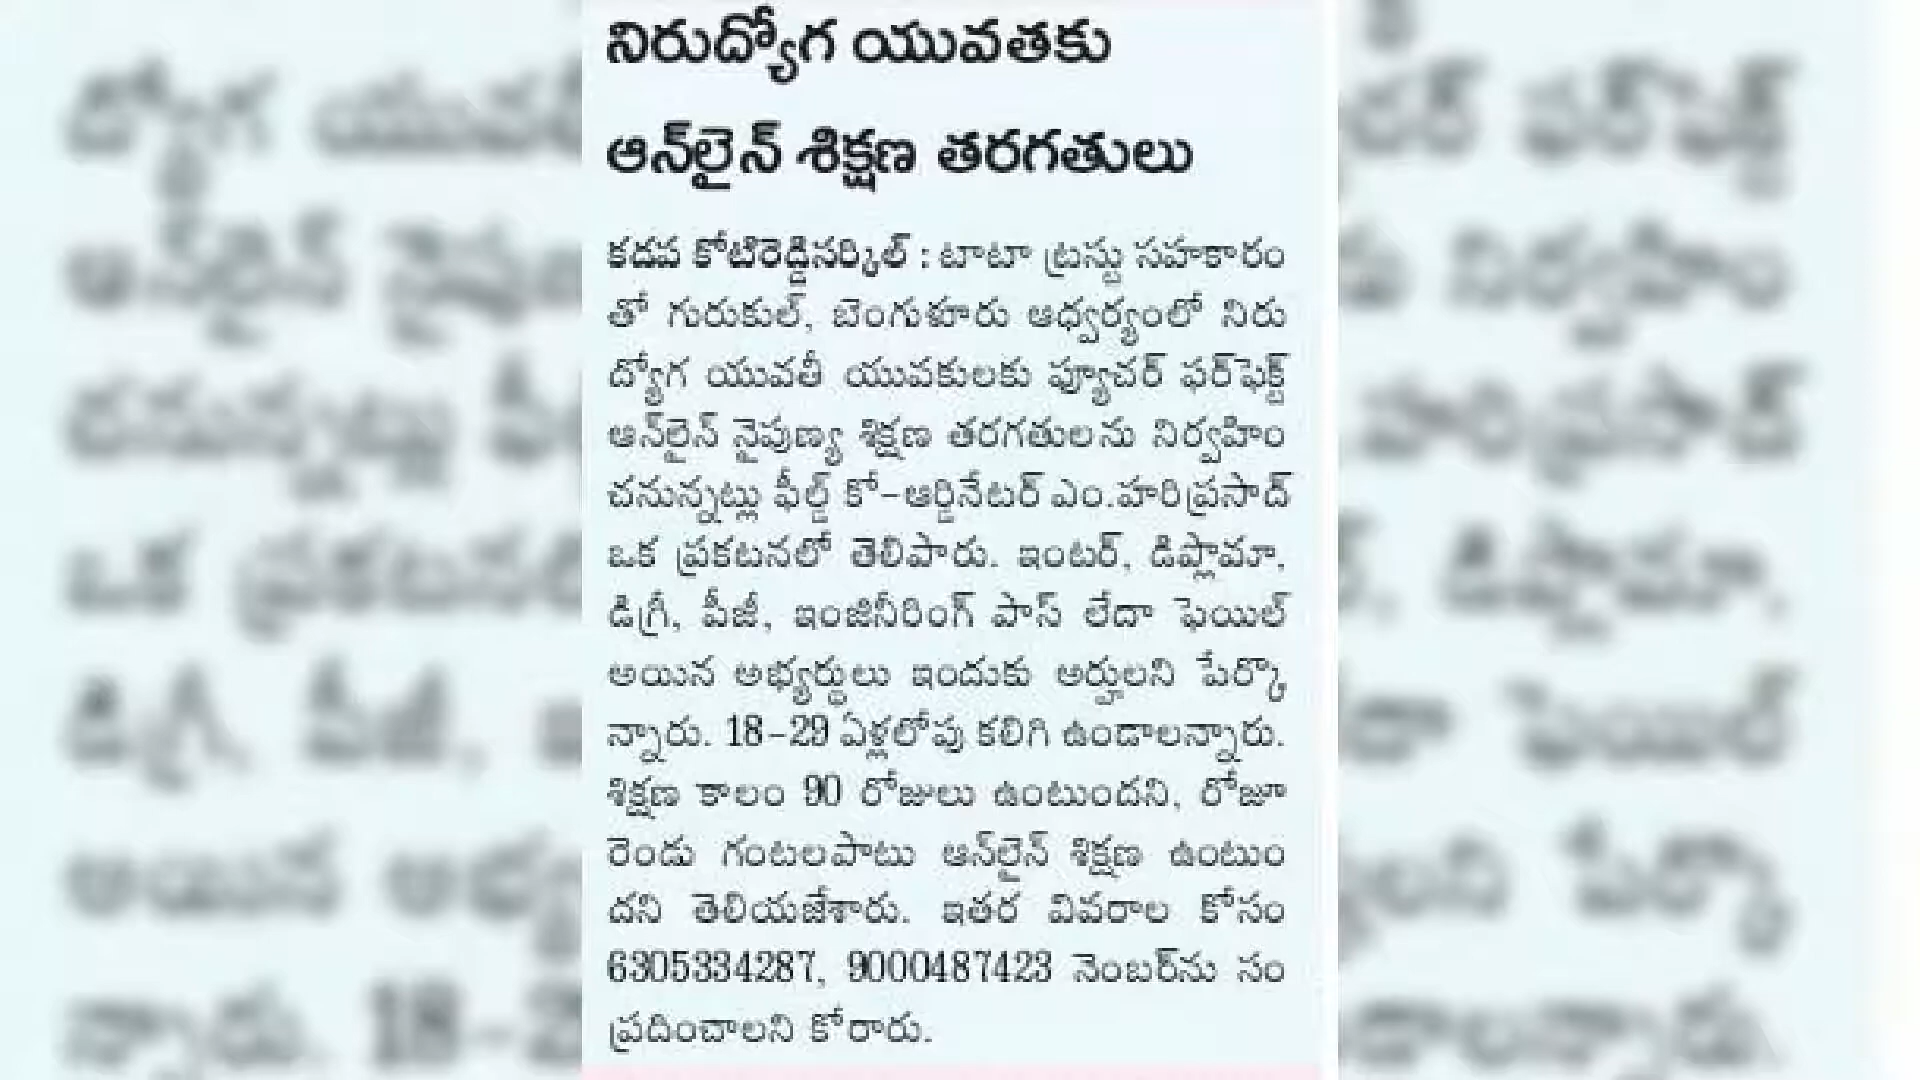 నిరుద్యోగ యువతకు
ఆన్‌లైన్ శిక్షణ తరగతులు
కడప కోటిరెడ్డిసర్కిల్ : టాటా ట్రస్టు సహకారం
తో గురుకుల్, బెంగుళూరు ఆధ్వర్యంలో నిరు
ద్యోగ యువతీ యువకులకు ఫ్యూచర్ ఫర్‌ఫెక్ట్
ఆన్‌లైన్ నైపుణ్య శిక్షణ తరగతులను నిర్వహిం
చనున్నట్లు ఫీల్డ్ కో-ఆర్డినేటర్ ఎం.హరిప్రసాద్
ఒక ప్రకటనలో తెలిపారు. ఇంటర్, డిప్లొమా,
డిగ్రీ, పీజీ, ఇంజినీరింగ్ పాస్ లేదా ఫెయిల్
అయిన అభ్యర్థులు ఇందుకు అర్హులని పేర్కొ
న్నారు. 18-29 ఏళ్లలోపు కలిగి ఉండాలన్నారు.
శిక్షణ కాలం 90 రోజులు ఉంటుందని, రోజూ
రెండు గంటలపాటు ఆన్‌లైన్ శిక్షణ ఉంటుం
దని తెలియజేశారు. ఇతర వివరాల కోసం
6305334287, 9000487423 నెంబర్‌ను సం
ప్రదించాలని కోరారు.